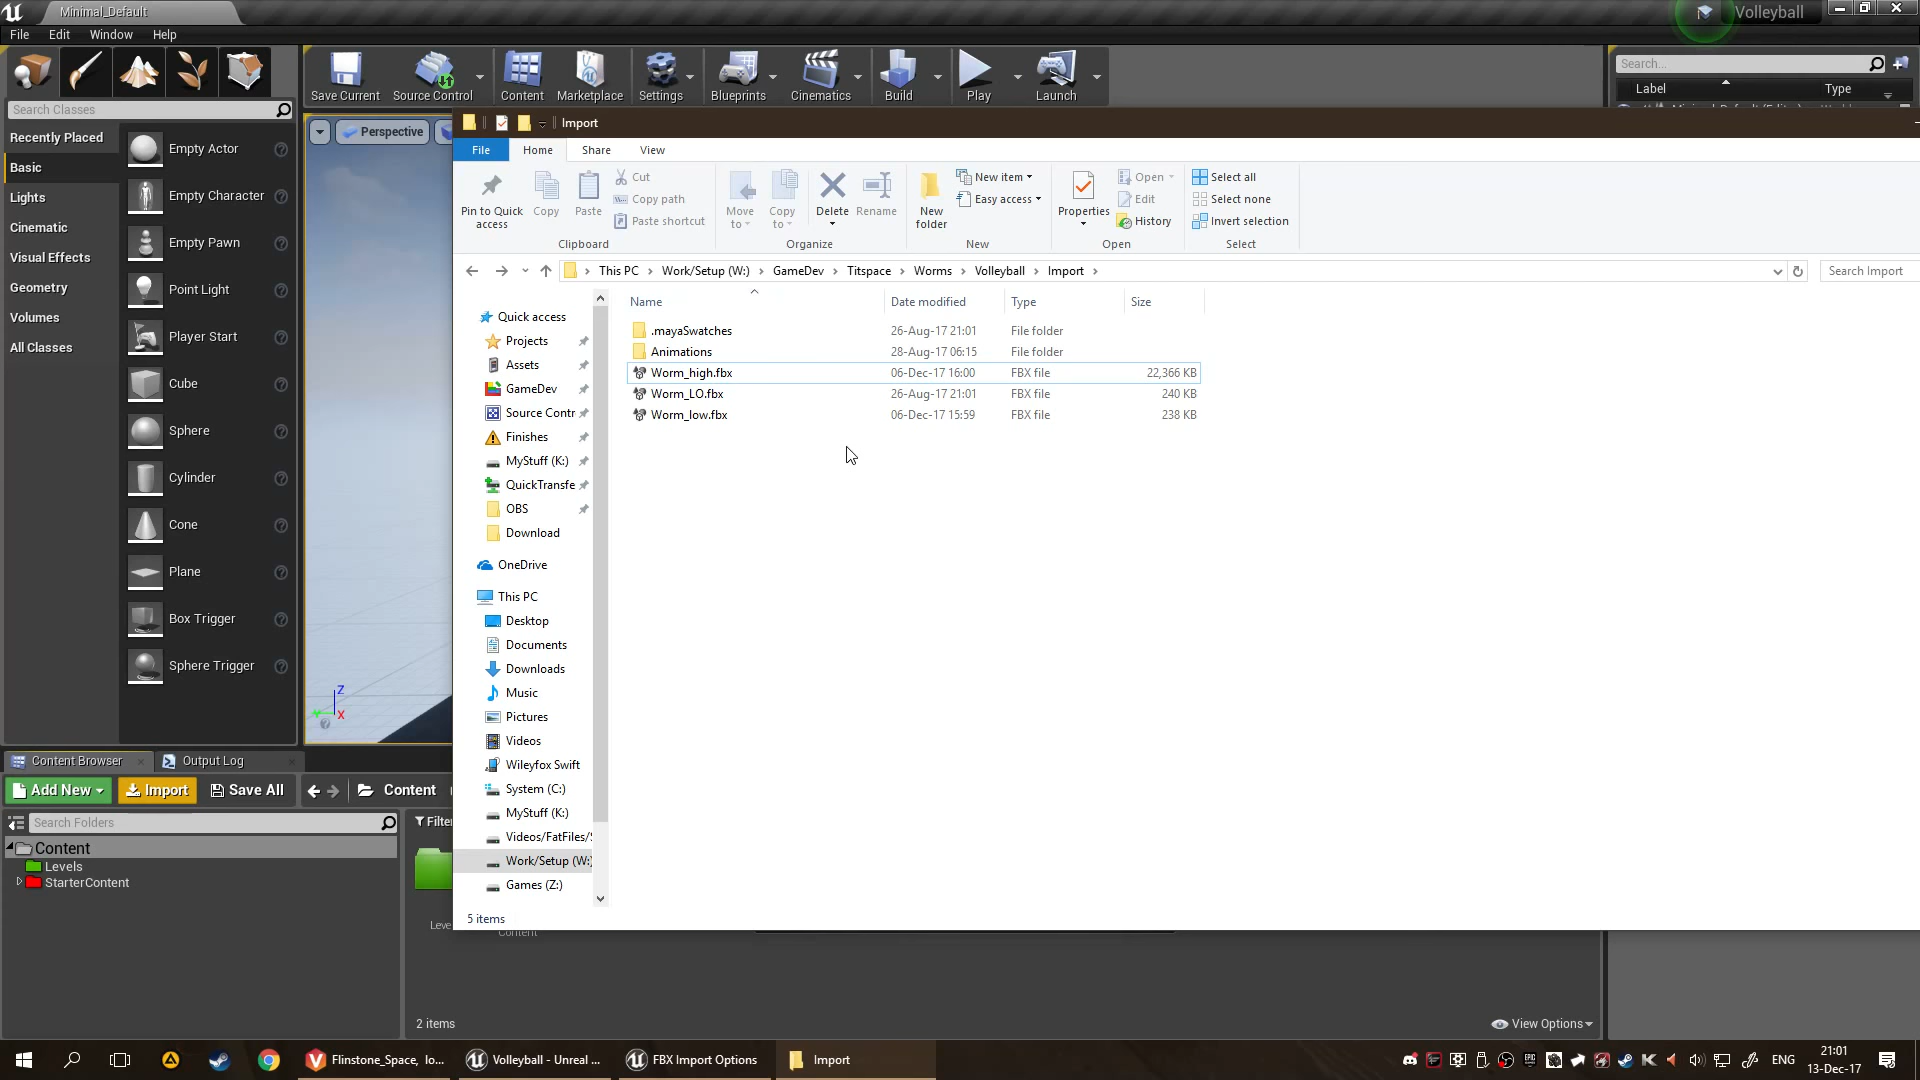 Minimal_Default
Volleyball
File Edit Window Help
Save Current Source Control Content Marketplace Settings Blueprints Cinematics Build Play Launch
Search...
Label Type
Search Classes
Recently Placed
Basic
Lights
Cinematic
Visual Effects
Geometry
Volumes
All Classes
Empty Actor
Empty Character
Empty Pawn
Point Light
Player Start
Cube
Sphere
Cylinder
Cone
Plane
Box Trigger
Sphere Trigger
Perspective
Z
X
Import
File Home Share View
Pin to Quick access
Copy
Paste
Cut
Copy path
Paste shortcut
Clipboard
Move to
Copy to
Delete
Rename
Organize
New folder
New item
Easy access
New
Properties
Open
Edit
History
Open
Select all
Select none
Invert selection
Select
This PC Work/Setup (W:) GameDev Titspace Worms Volleyball Import
Search Import
Name Date modified Type Size
.mayaSwatches 26-Aug-17 21:01 File folder
Animations 28-Aug-17 06:15 File folder
Worm_high.fbx 06-Dec-17 16:00 FBX file 22,366 KB
Worm_LO.fbx 26-Aug-17 21:01 FBX file 240 KB
Worm_low.fbx 06-Dec-17 15:59 FBX file 238 KB
Quick access
Projects
Assets
GameDev
Source Contr
Finishes
MyStuff (K:)
QuickTransfe
OBS
Download
OneDrive
This PC
Desktop
Documents
Downloads
Music
Pictures
Videos
Wileyfox Swift
System (C:)
MyStuff (K:)
Videos/FatFiles/
Work/Setup (W:)
Games (Z:)
5 items
Content Browser Output Log
Add New Import Save All Content
Search Folders
Filte
Content
Levels
StarterContent
Leve
Content
2 items
View Options
Flinstone_Space, lo...
Volleyball - Unreal ...
FBX Import Options
Import
ENG
21:01
13-Dec-17